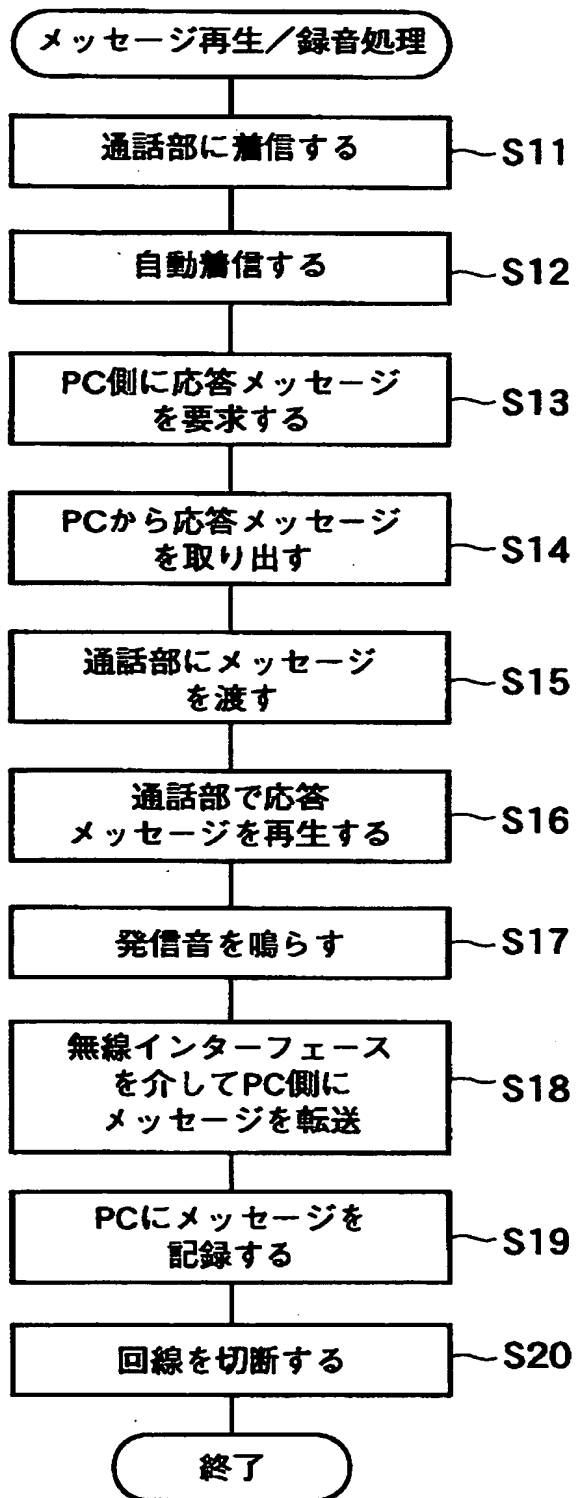 メッセージ再生／録音処理
通話部に着信する
S11
自動着信する
S12
PC側に応答メッセージ
を要求する
S13
PCから応答メッセージ
を取り出す
S14
通話部にメッセージ
を渡す
S15
通話部で応答
メッセージを再生する
S16
発信音を鳴らす
S17
無線インターフェース
を介してPC側に
メッセージを転送
S18
PCにメッセージを
記録する
S19
回線を切断する
S20
終了